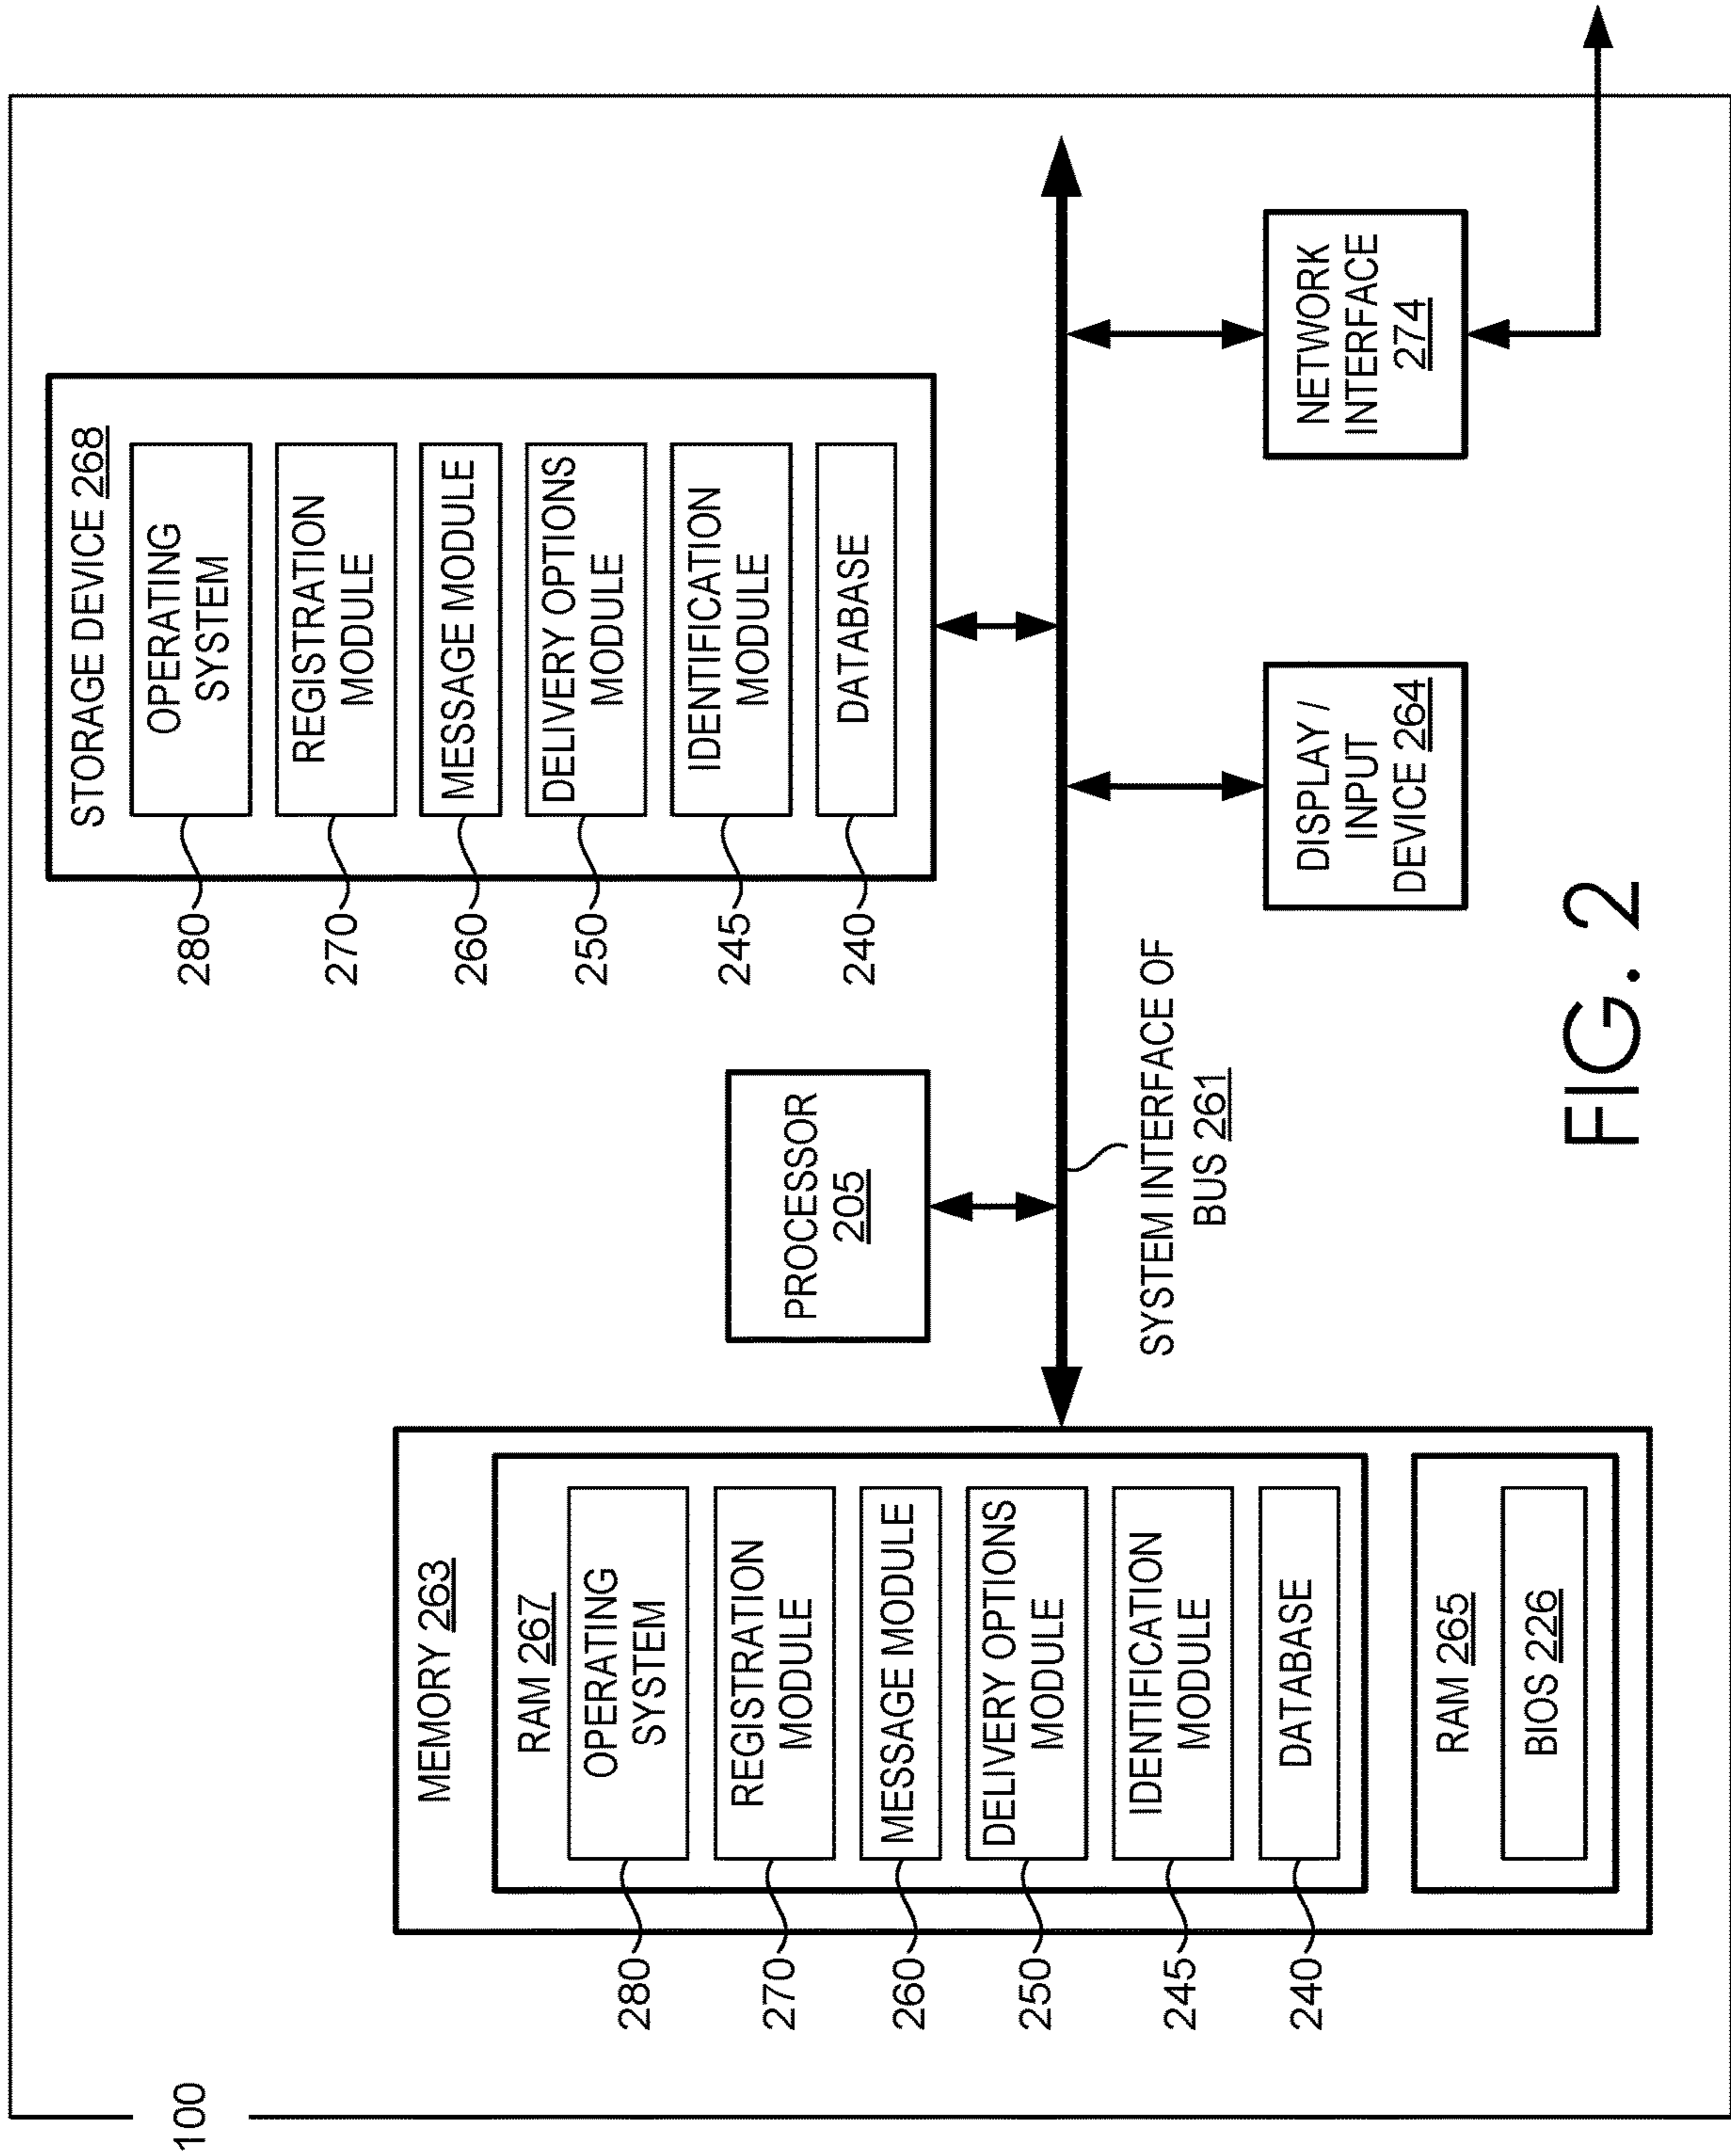 100
MEMORY 263
RAM 267
280
OPERATING
SYSTEM
270
REGISTRATION
MODULE
260
MESSAGE MODULE
250
DELIVERY OPTIONS
MODULE
245
IDENTIFICATION
MODULE
240
DATABASE
RAM 265
BIOS 226
PROCESSOR
205
SYSTEM INTERFACE OF
BUS 261
STORAGE DEVICE 268
280
OPERATING
SYSTEM
270
REGISTRATION
MODULE
260
MESSAGE MODULE
250
DELIVERY OPTIONS
MODULE
245
IDENTIFICATION
MODULE
240
DATABASE
DISPLAY /
INPUT
DEVICE 264
NETWORK
INTERFACE
274
FIG. 2